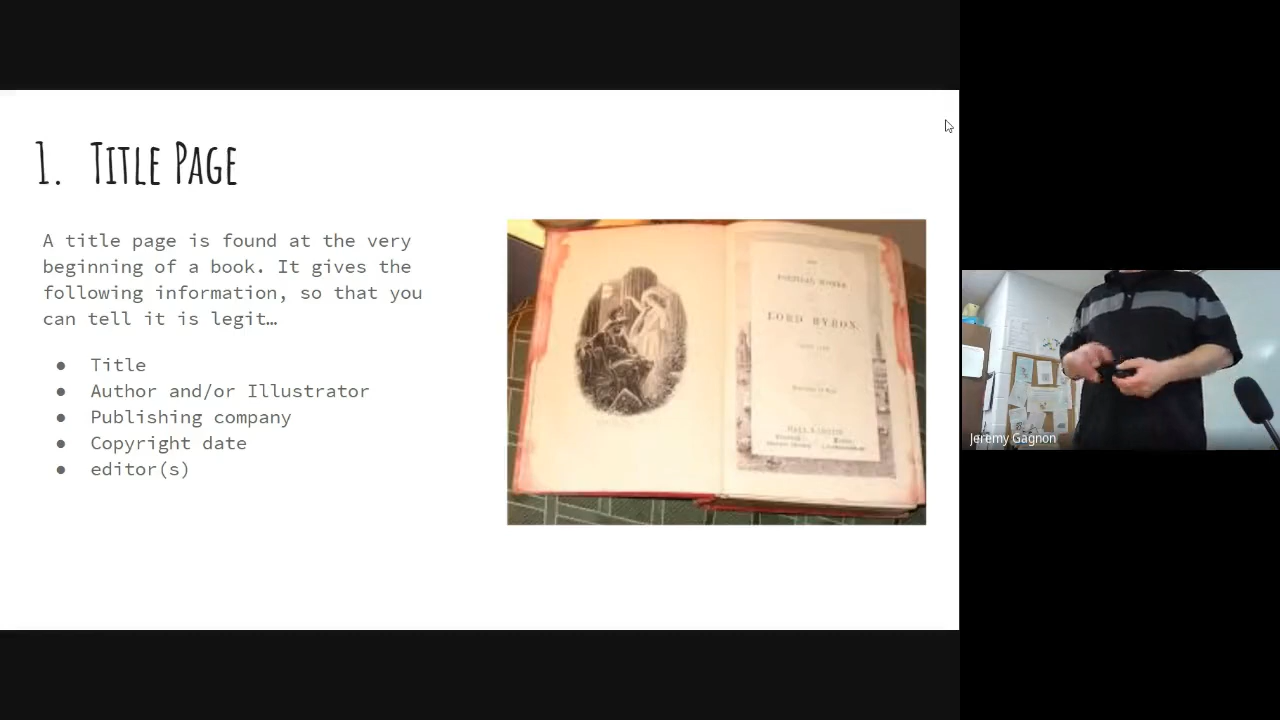 1. Title Page
A title page is found at the very
beginning of a book. It gives the
following information, so that you
can tell it is legit…
● Title
● Author and/or Illustrator
● Publishing company
● Copyright date
● editor(s)
POETICAL WORKS
LORD BYRON.
Jeremy Gagnon